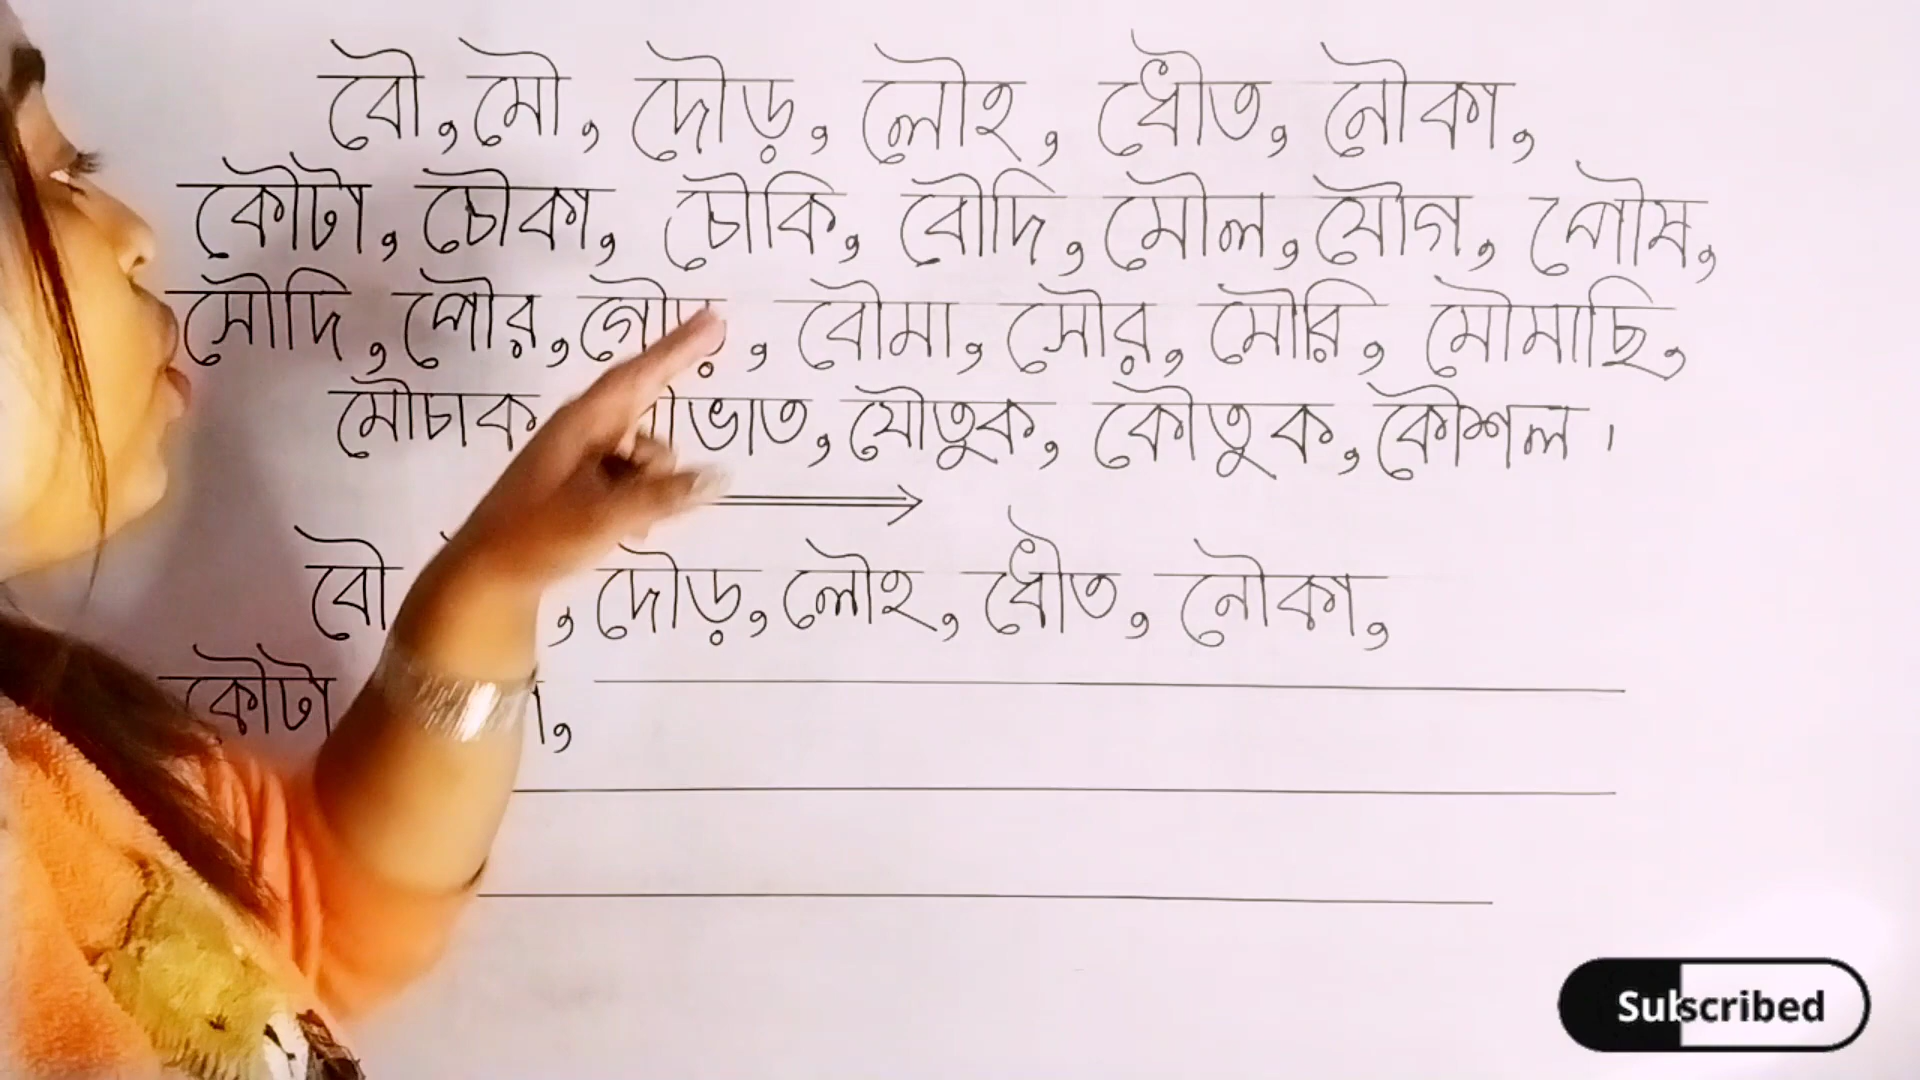 বৌ, মৌ, দৌড়, লৌহ, ধৌত, নৌকা,
কৌটা, চৌকা, চৌকি, বৌদি, মৌল, যৌগ, পৌষ,
সৌদি, পৌর, গৌড়, বৌমা, সৌর, মৌরি, মৌমাছি,
মৌচাক যৌতুক, কৌতুক, কৌশল।
বৌ , দৌড়, লৌহ, ধৌত, নৌকা,
কৌটা
Subscribed